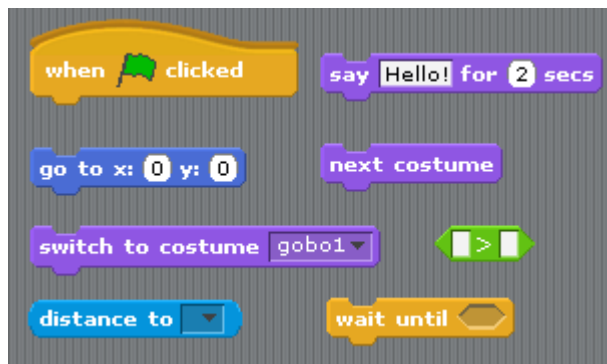 when clicked
say Hello! for 2 secs
go to x: 0 y: 0
next costume
switch to costume gobo1
>
distance to
wait until